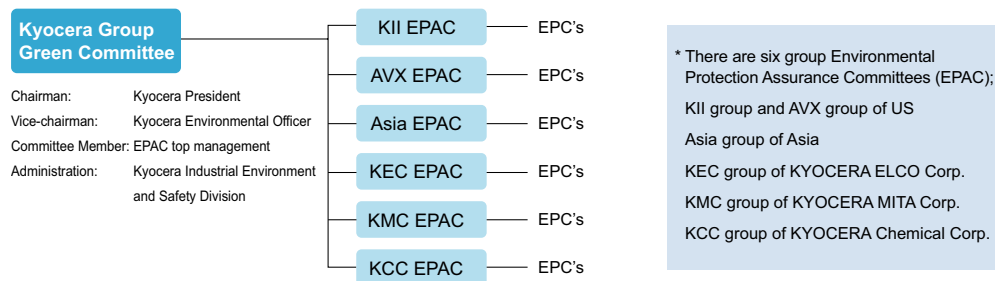 Kyocera Group
Green Committee
Chairman: Kyocera President
Vice-chairman: Kyocera Environmental Officer
Committee Member: EPAC top management
Administration: Kyocera Industrial Environment
and Safety Division
KII EPAC EPC's
AVX EPAC EPC's
Asia EPAC EPC's
KEC EPAC EPC's
KMC EPAC EPC's
KCC EPAC EPC's
* There are six group Environmental
Protection Assurance Committees (EPAC);
KII group and AVX group of US
Asia group of Asia
KEC group of KYOCERA ELCO Corp.
KMC group of KYOCERA MITA Corp.
KCC group of KYOCERA Chemical Corp.